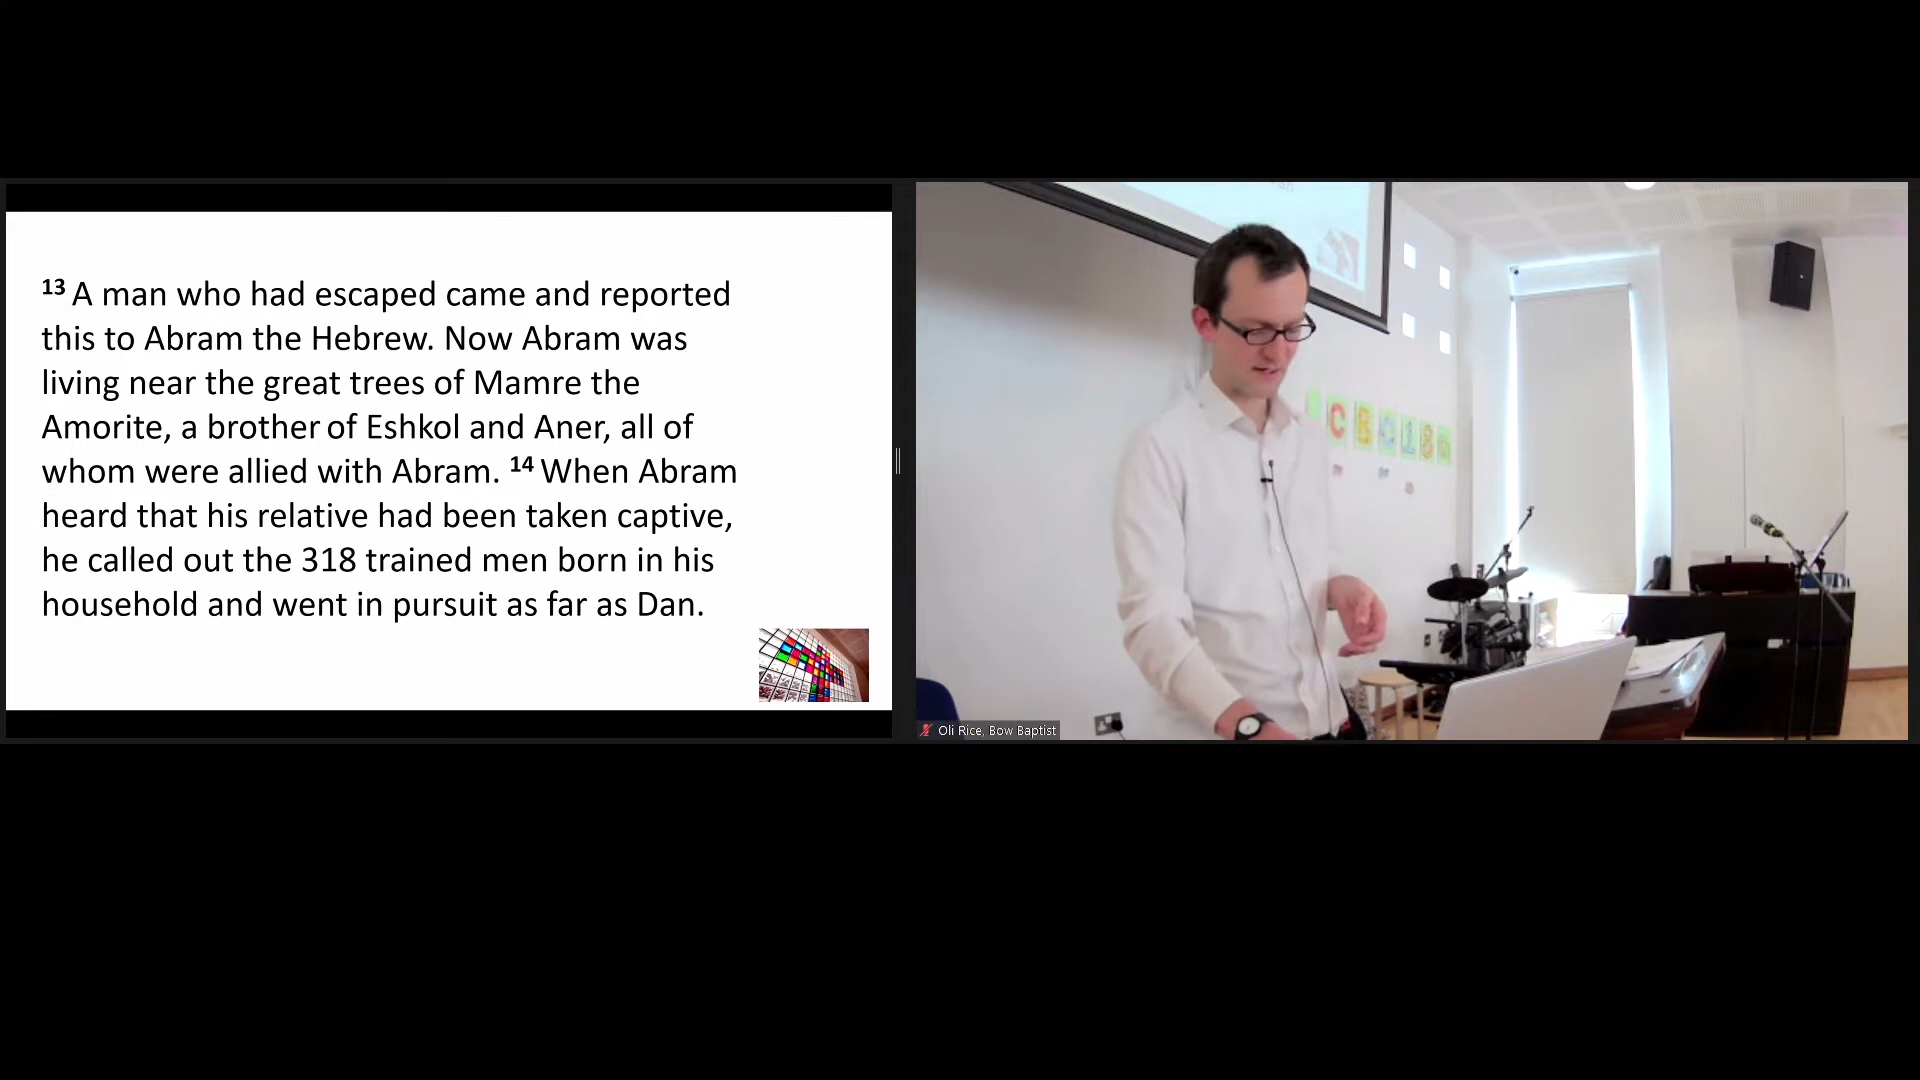 13 A man who had escaped came and reported
this to Abram the Hebrew. Now Abram was
living near the great trees of Mamre the
Amorite, a brother of Eshkol and Aner, all of
whom were allied with Abram. 14 When Abram
heard that his relative had been taken captive,
he called out the 318 trained men born in his
household and went in pursuit as far as Dan.
Oli Rice, Bow Baptist